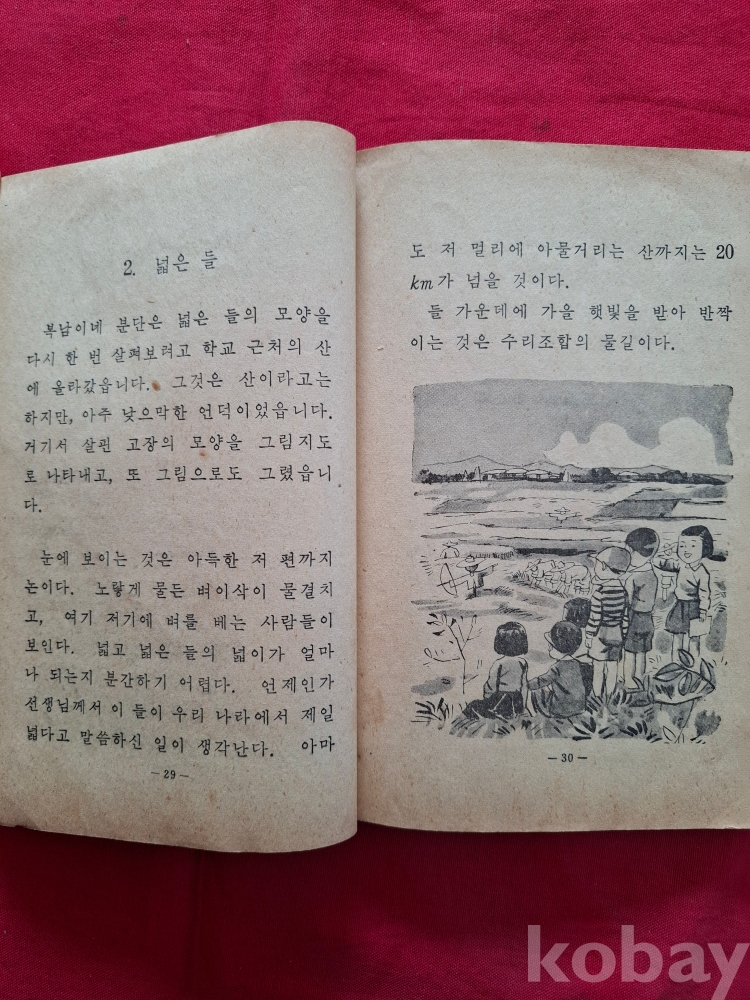 2. 넓은 들
복남이네 분단은 넓은 들의 모양을
다시 한 번 살펴보려고 학교 근처의 산
에 올라갔읍니다. 그것은 산이라고는
하지만, 아주 낮으막한 언덕이었읍니다.
거기서 살핀 고장의 모양을 그림지도
로 나타내고, 또 그림으로도 그렸읍니
다.
눈에 보이는 것은 아득한 저 편까지
논이다. 노랗게 물든 벼이삭이 물결치
고, 여기 저기에 벼를 베는 사람들이
보인다. 넓고 넓은 들의 넓이가 얼마
나 되는지 분간하기 어렵다. 언제인가
선생님께서 이 들이 우리 나라에서 제일
넓다고 말씀하신 일이 생각난다. 아마
— 29 —
도 저 멀리에 아물거리는 산까지는 20
km가 넘을 것이다.
들 가운데에 가을 햇빛을 받아 반짝
이는 것은 수리조합의 물길이다.
— 30 —
kobay